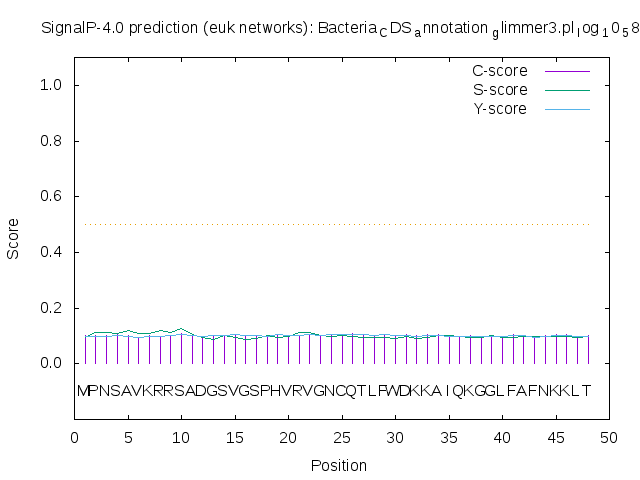 SignalP-4.0 prediction (euk networks): Bacteria_CDS_annotation_glimmer3.pl_log_10_58
C-score
S-score
Y-score
1.0
0.8
0.6
0.4
0.2
0.0
Score
MPNSAVKRRSADGSVGSPHVRVGNCQTLFWDKKAIQKGGLFAFNKKLT
0 5 10 15 20 25 30 35 40 45 50
Position